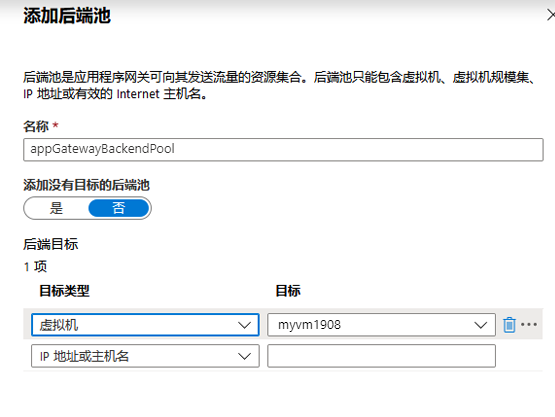 添加后端池
后端池是应用程序网关可向其发送流量的资源集合。后端池只能包含虚拟机、虚拟机规模集、
IP 地址或有效的 Internet 主机名。
名称 *
appGatewayBackendPool
添加没有目标的后端池
是 否
后端目标
1 项
目标类型 目标
虚拟机 myvm1908
IP 地址或主机名